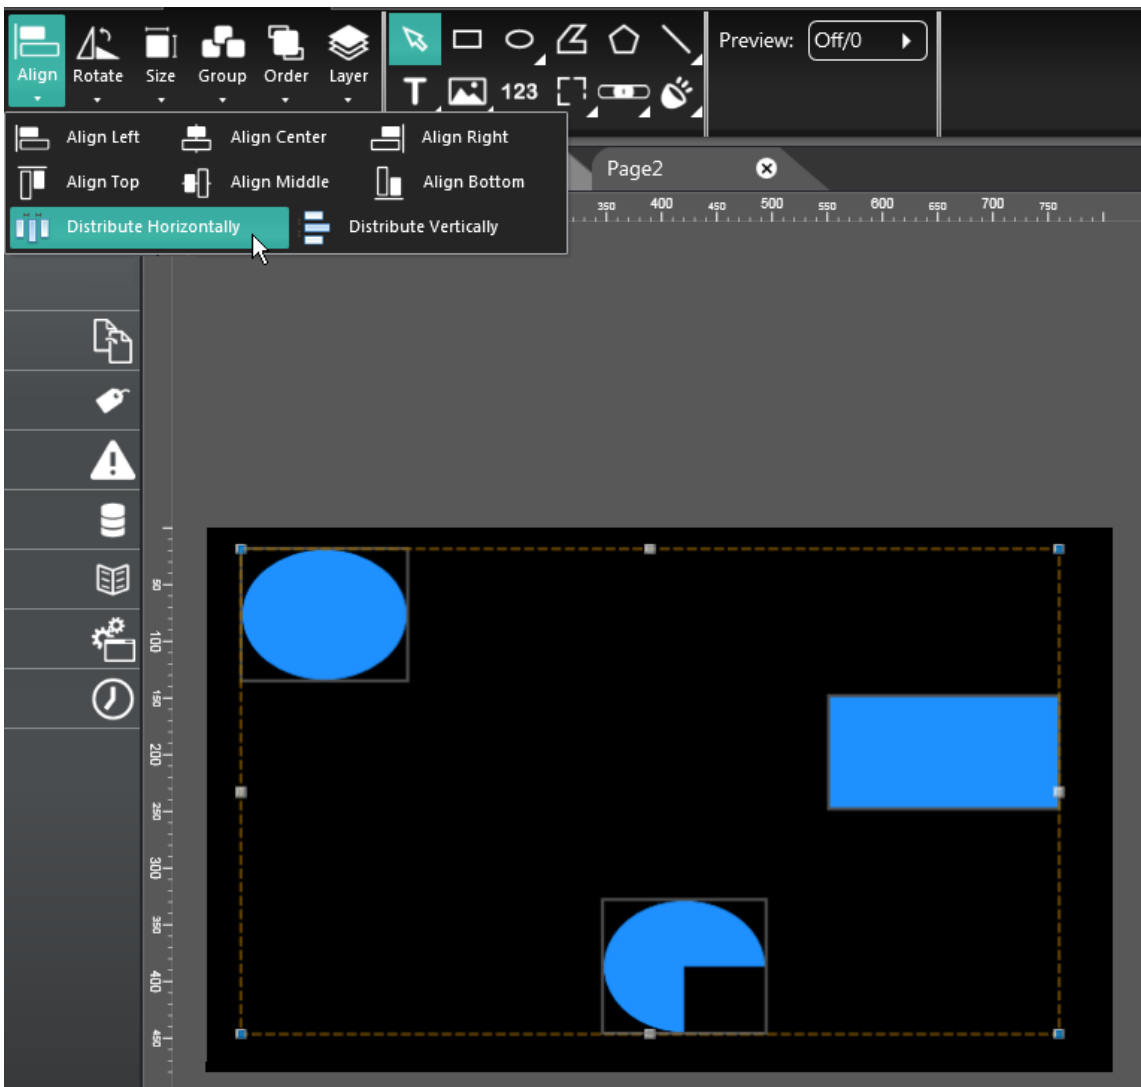 Align Rotate Size Group Order Layer
T 123
Preview: Off/0
Align Left Align Center Align Right
Align Top Align Middle Align Bottom
Distribute Horizontally Distribute Vertically
Page2
350 400 450 500 550 600 650 700 750
50
100
150
200
250
300
350
400
450